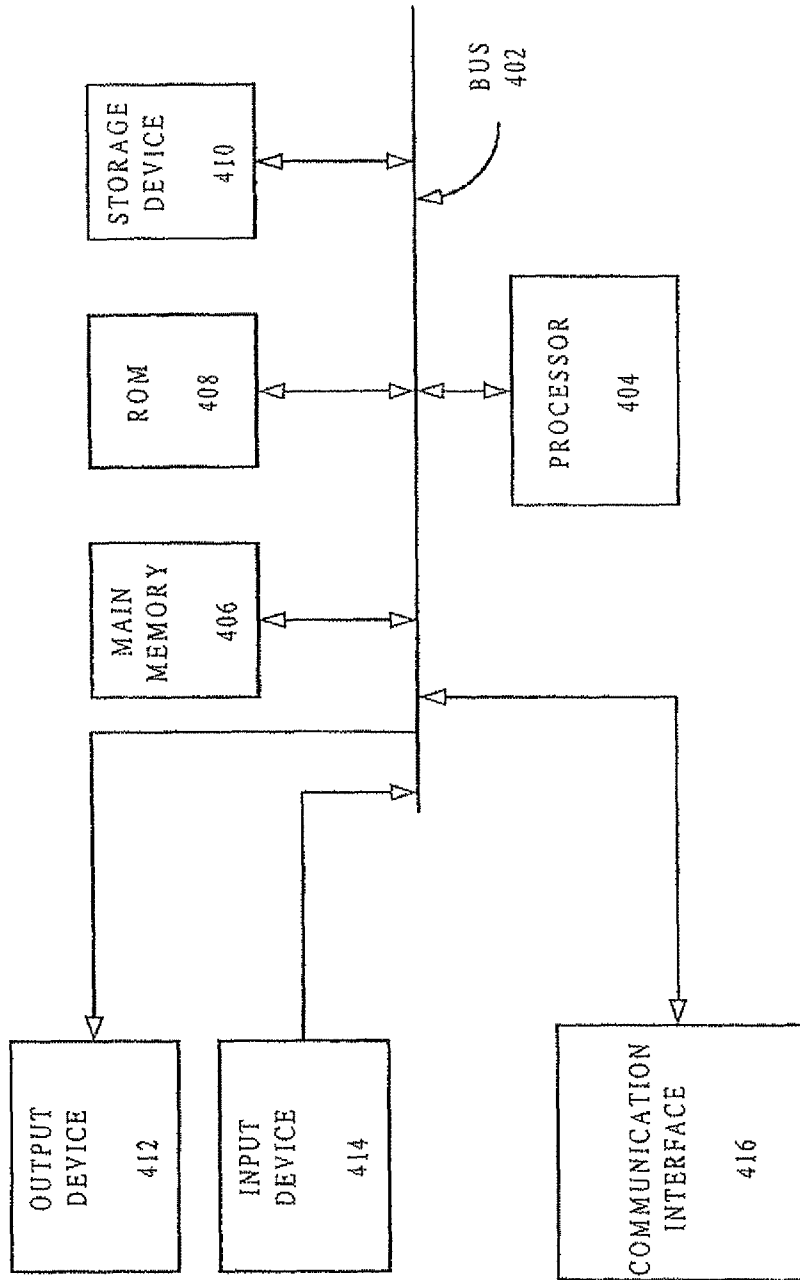 OUTPUT
DEVICE
412
INPUT
DEVICE
414
COMMUNICATION
INTERFACE
416
MAIN
MEMORY
406
ROM
408
STORAGE
DEVICE
410
PROCESSOR
404
BUS
402